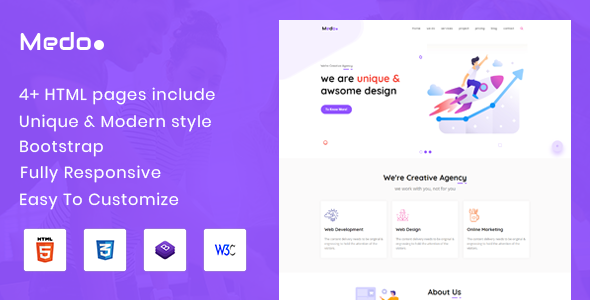 Medo
4+ HTML pages include
Unique & Modern style
Bootstrap
Fully Responsive
Easy To Customize
HTML
5
3
B
W3C
Medo
home
about
services
project
pricing
blog
contact
We're Creative Agency
we are unique &
awsome design
To Know More!
We're Creative Agency
we work with you, not for you.
Web Development
Web Design
Online Marketing
About Us